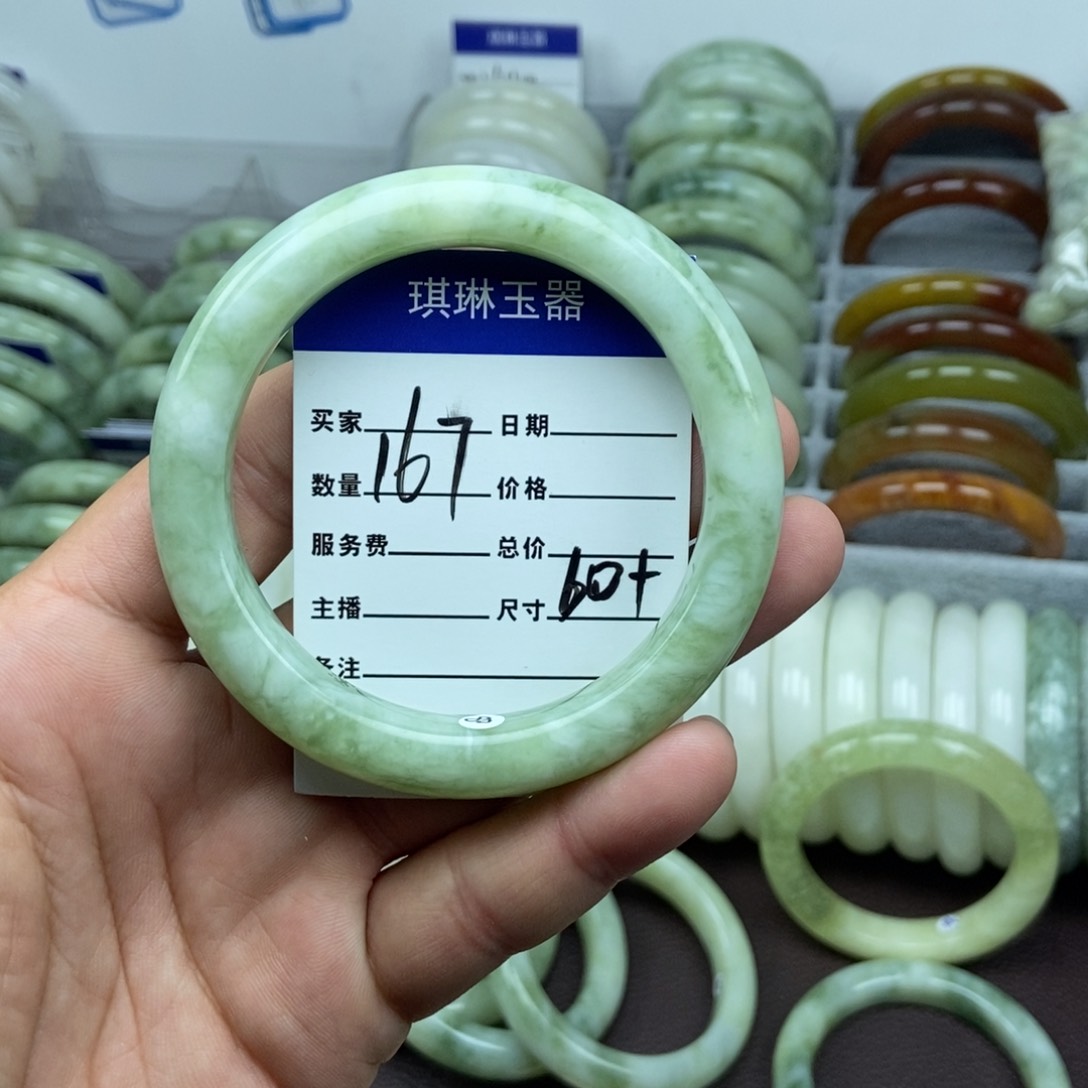 琪琳玉器
买家 日期
167
数量 价格
服务费 总价
60+
主播 尺寸
备注